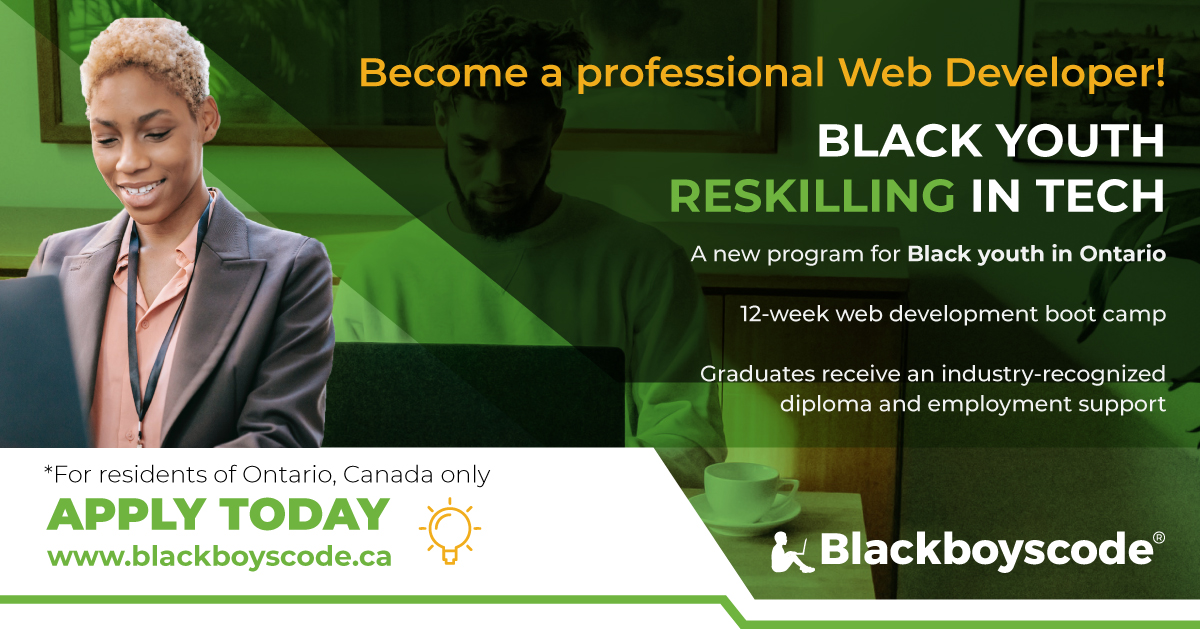 Become a professional Web Developer!
BLACK YOUTH
RESKILLING IN TECH
A new program for Black youth in Ontario
12-week web development boot camp
Graduates receive an industry-recognized
diploma and employment support
*For residents of Ontario, Canada only
APPLY TODAY
www.blackboyscode.ca
Blackboyscode®